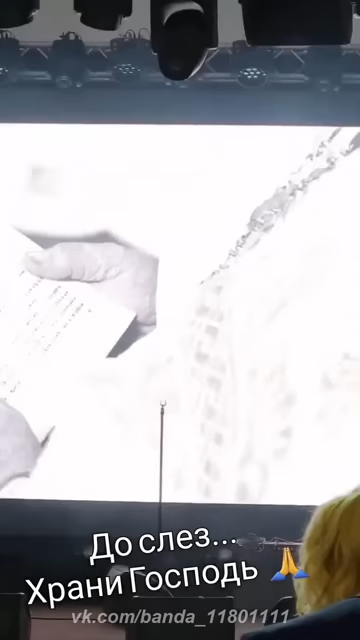 До слез...
Храни Господь 🙏
vk.com/banda_11801111